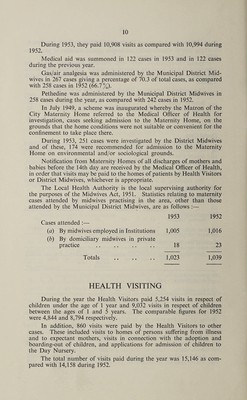 10
During 1953, they paid 10,908 visits as compared with 10,994 during
1952.
Medical aid was summoned in 122 cases in 1953 and in 122 cases
during the previous year.
Gas/air analgesia was administered by the Municipal District Mid-
wives in 267 cases giving a percentage of 70.3 of total cases, as compared
with 258 cases in 1952 (66.7%).
Pethedine was administered by the Municipal District Midwives in
258 cases during the year, as compared with 242 cases in 1952.
In July 1949, a scheme was inaugurated whereby the Matron of the
City Maternity Home referred to the Medical Officer of Health for
investigation, cases seeking admission to the Maternity Home, on the
grounds that the home conditions were not suitable or convenient for the
confinement to take place there.
During 1953, 251 cases were investigated by the District Midwives
and of these, 174 were recommended for admission to the Maternity
Home on environmental and/or sociological grounds.
Notification from Maternity Homes of all discharges of mothers and
babies before the 14th day are received by the Medical Officer of Health,
in order that visits may be paid to the homes of patients by Health Visitors
or District Midwives, whichever is appropriate.
The Local Health Authority is the local supervising authority for
the purposes of the Midwives Act, 1951. Statistics relating to maternity
cases attended by midwives practising in the area, other than those
attended by the Municipal District Midwives, are as follows :—
1953 1952
Cases attended :—
(a) By midwives employed in Institutions 1,005 1,016
(b) By domiciliary midwives in private
practice .. .. .. .. 18 23
Totals .. .. .. 1,023 1,039
HEALTH VISITING
During the year the Health Visitors paid 5,254 visits in respect of
children under the age of 1 year and 9,032 visits in respect of children
between the ages of 1 and 5 years. The comparable figures for 1952
were 4,844 and 8,794 respectively.
In addition, 860 visits were paid by the Health Visitors to other
cases. These included visits to homes of persons suffering from illness
and to expectant mothers, visits in connection with the adoption and
boarding-out of children, and applications for admission of children to
the Day Nursery.
The total number of visits paid during the year was 15,146 as com-
pared with 14,158 during 1952.